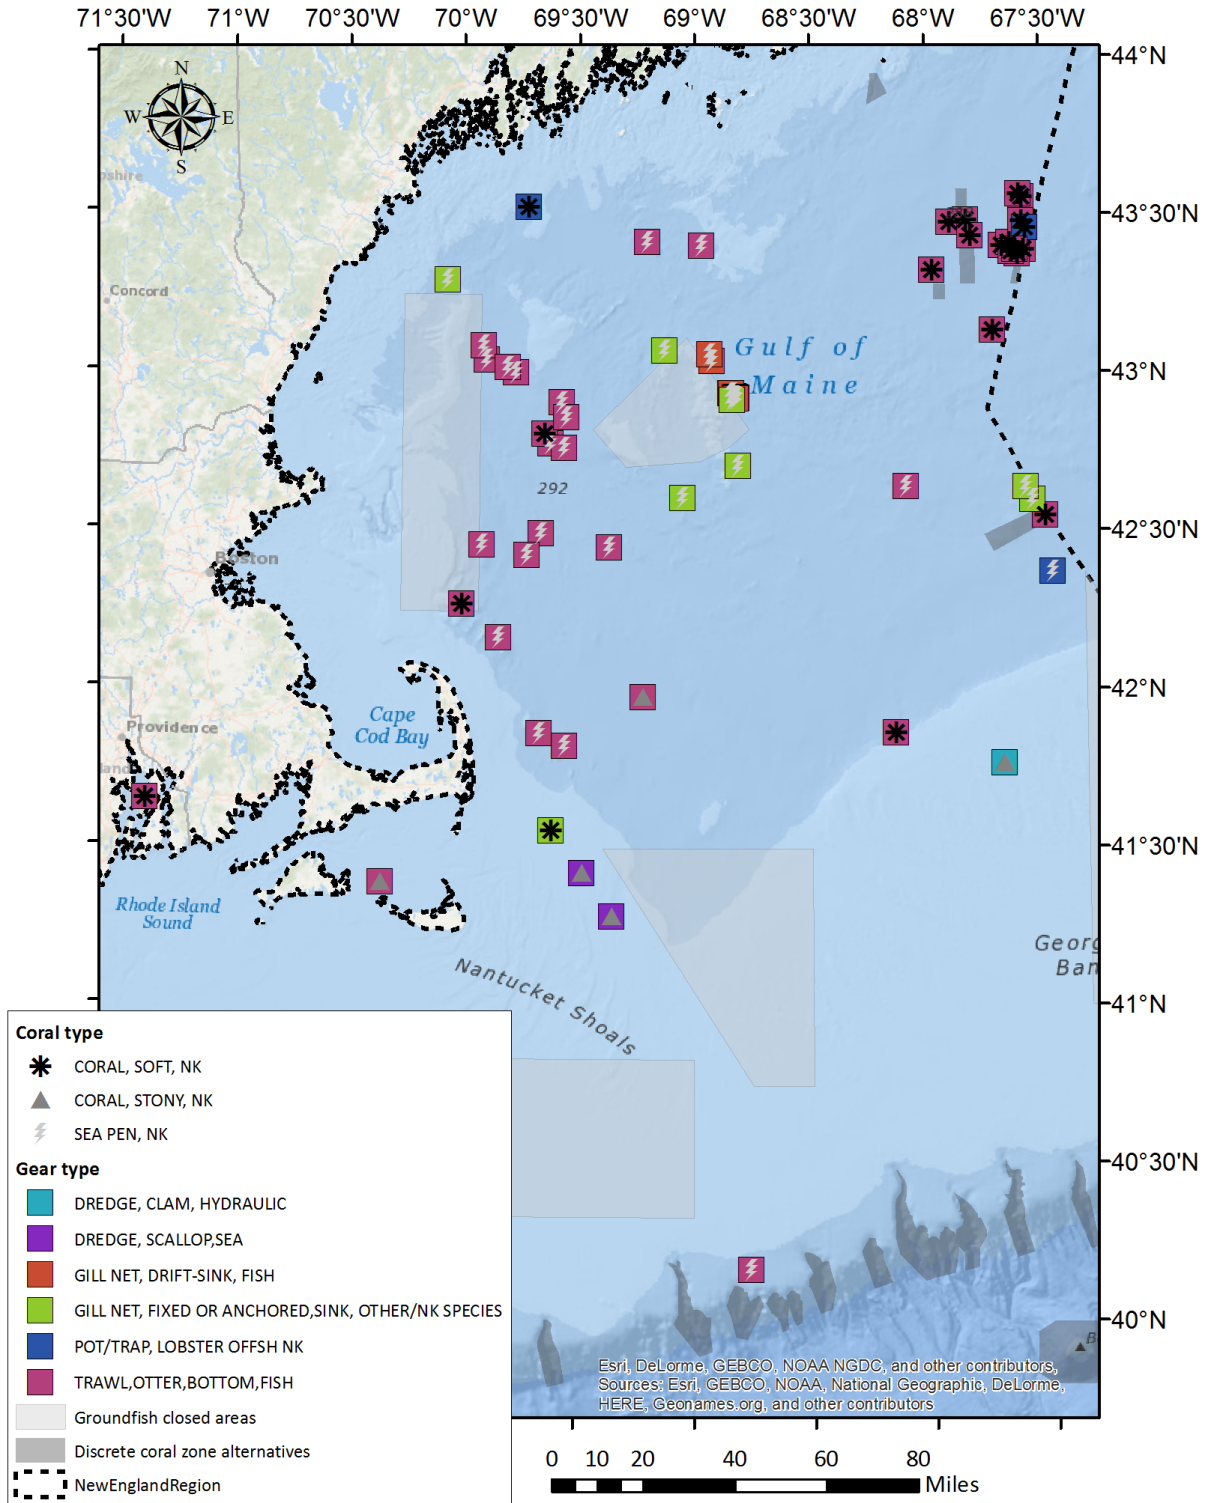 71°30'W 71°W 70°30'W 70°W 69°30'W 69°W 68°30'W 68°W 67°30'W
44°N
N
W E
S
shire
43°30'N
Concord
Gulf of
Maine
43°N
292
42°30'N
Boston
42°N
Cape
Cod Bay
Providence
land
41°30'N
Rhode Island
Sound
Georg
Ban
41°N
Nantucket Shoals
40°30'N
40°N
B
Coral type
CORAL, SOFT, NK
CORAL, STONY, NK
SEA PEN, NK
Gear type
DREDGE, CLAM, HYDRAULIC
DREDGE, SCALLOP,SEA
GILL NET, DRIFT-SINK, FISH
GILL NET, FIXED OR ANCHORED,SINK, OTHER/NK SPECIES
POT/TRAP, LOBSTER OFFSH NK
TRAWL,OTTER,BOTTOM,FISH
Groundfish closed areas
Discrete coral zone alternatives
NewEnglandRegion
Esri, DeLorme, GEBCO, NOAA NGDC, and other contributors,
Sources: Esri, GEBCO, NOAA, National Geographic, DeLorme,
HERE, Geonames.org, and other contributors
0 10 20 40 60 80
Miles